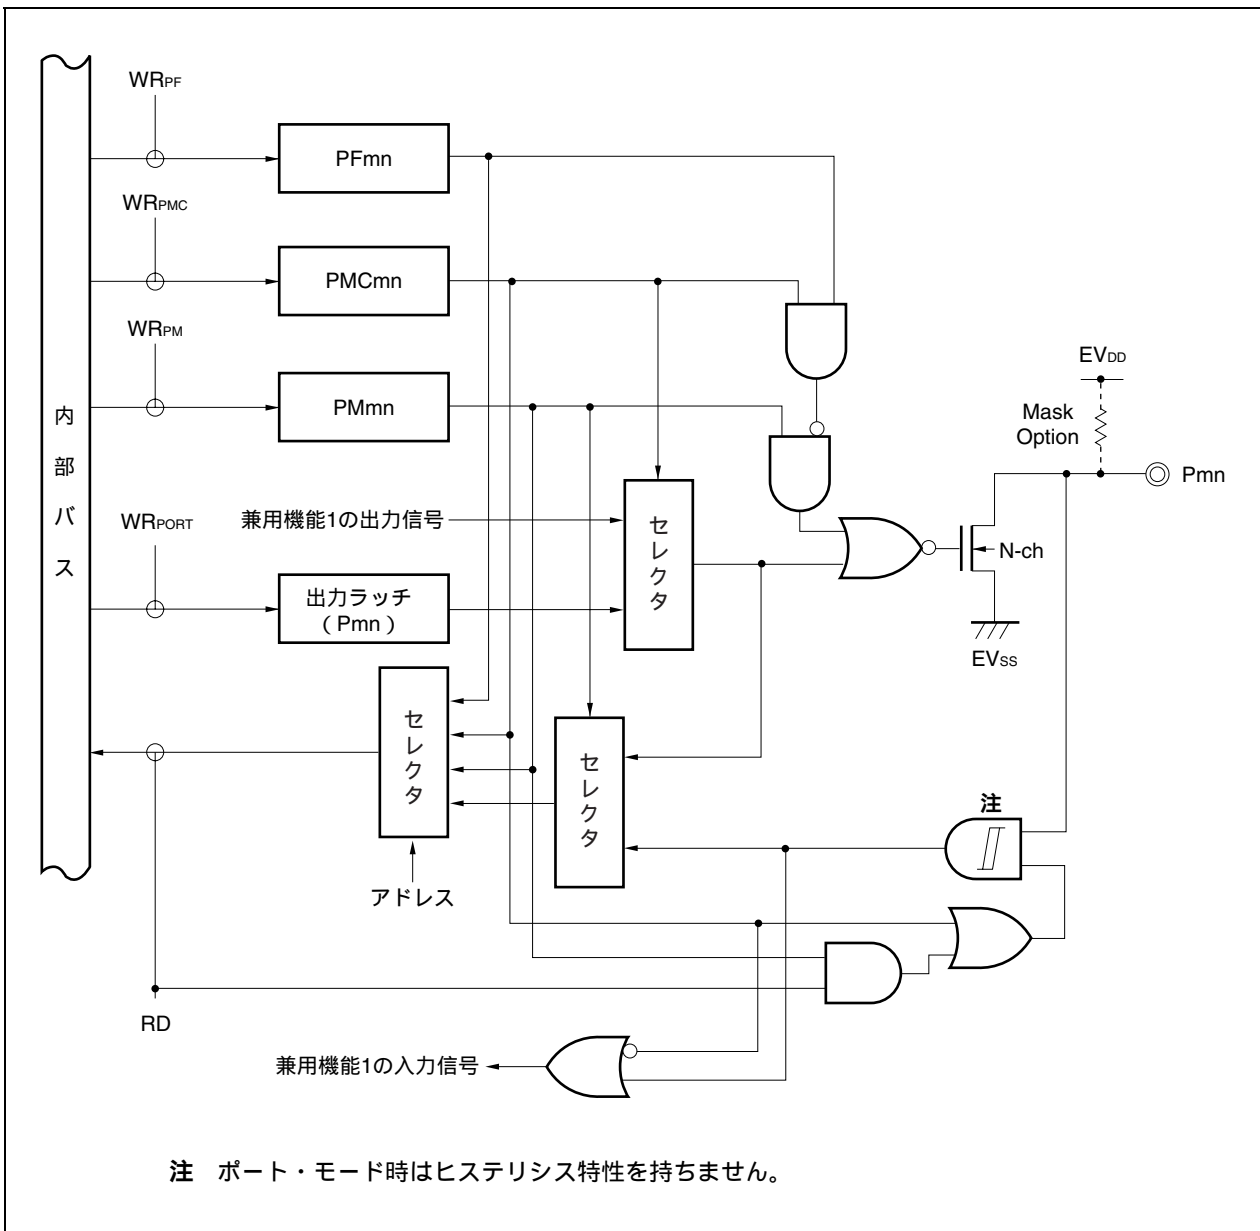 WRPF
PFmn
WRPMC
PMCmn
WRPM
PMmn
EVDD
Mask
Option
Pmn
内部バス
WRPORT
兼用機能1の出力信号
セレクタ
N-ch
出力ラッチ
( Pmn )
EVSS
セレクタ
セレクタ
注
アドレス
RD
兼用機能1の入力信号
注 ポート・モード時はヒステリシス特性を持ちません。